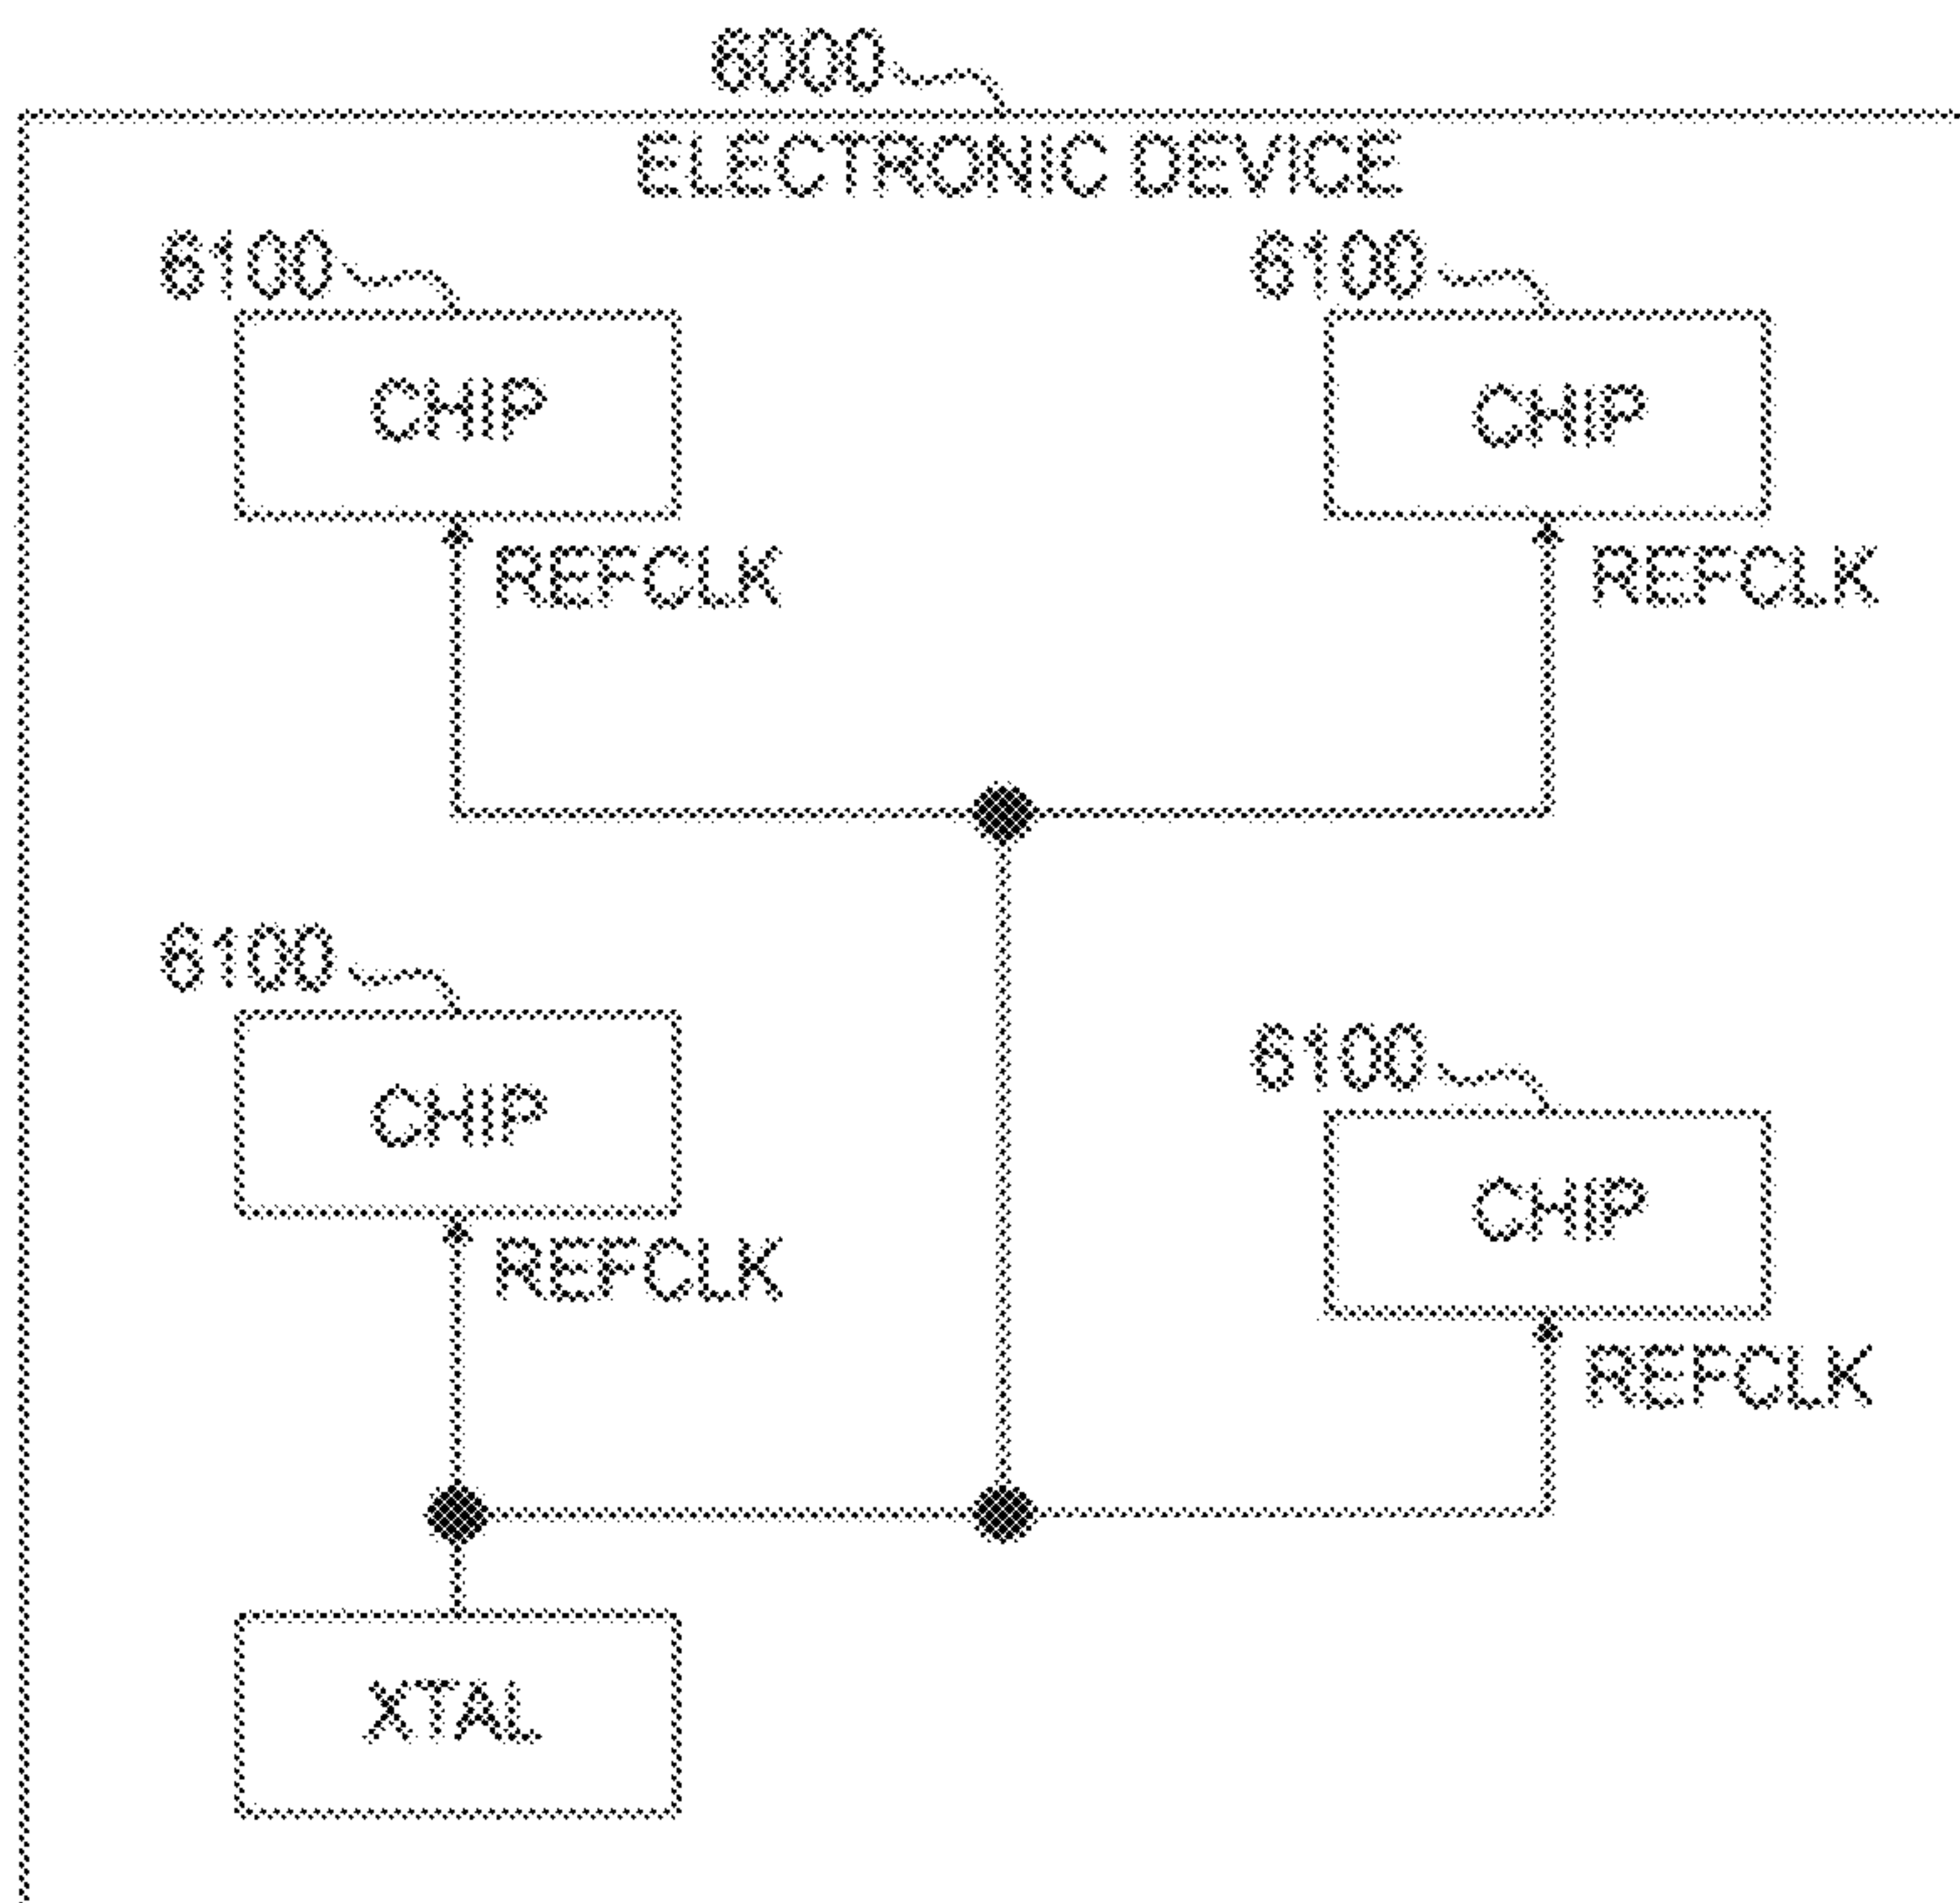 6000
ELECTRONIC DEVICE
6100
6100
CHIP
CHIP
REFCLK
REFCLK
6100
6100
CHIP
CHIP
REFCLK
REFCLK
XTAL